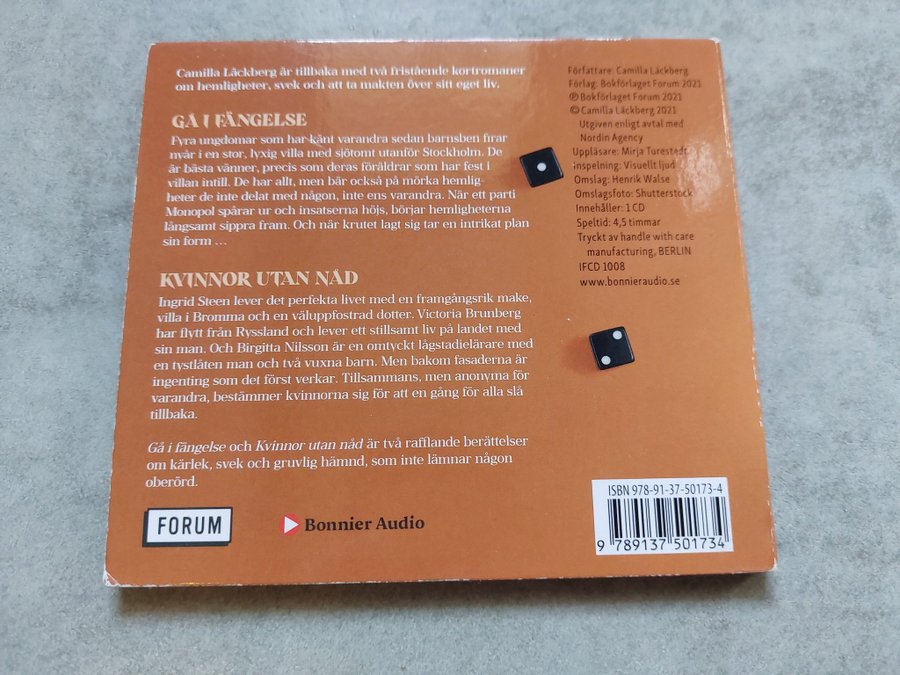 Camilla Läckberg är tillbaka med två fristående kortromaner
om hemligheter, svek och att ta makten över sitt eget liv.
GÅ I FÄNGELSE
Fyra ungdomar som har känt varandra sedan barnsben firar
nyår i en stor, lyxig villa med sjötomt utanför Stockholm. De
är bästa vänner, precis som deras föräldrar som har fest i
villan intill. De har allt, men bär också på mörka hemlig-
heter de inte delat med någon, inte ens varandra. När ett parti
Monopol spårar ur och insatserna höjs, börjar hemligheterna
långsamt sippra fram. Och när krutet lagt sig tar en intrikat plan
sin form ...
KVINNOR UTAN NÅD
Ingrid Steen lever det perfekta livet med en framgångsrik make,
villa i Bromma och en väluppfostrad dotter. Victoria Brunberg
har flytt från Ryssland och lever ett stillsamt liv på landet med
sin man. Och Birgitta Nilsson är en omtyckt lågstadielärare med
en tystlåten man och två vuxna barn. Men bakom fasaderna är
ingenting som det först verkar. Tillsammans, men anonyma för
varandra, bestämmer kvinnorna sig för att en gång för alla slå
tillbaka.
Gå i fängelse och Kvinnor utan nåd är två rafflande berättelser
om kärlek, svek och gruvlig hämnd, som inte lämnar någon
oberörd.
FORUM
Bonnier Audio
Författare: Camilla Läckberg
Förlag: Bokförlaget Forum 2021
℗ Bokförlaget Forum 2021
© Camilla Läckberg 2021
Utgiven enligt avtal med
Nordin Agency
Uppläsare: Mirja Turestedt
Inspelning: Visuellt ljud
Omslag: Henrik Walse
Omslagsfoto: Shutterstock
Innehåller: 1 CD
Speltid: 4,5 timmar
Tryckt av handle with care
manufacturing, BERLIN
IFCD 1008
www.bonnieraudio.se
ISBN 978-91-37-50173-4
9 789137 501734